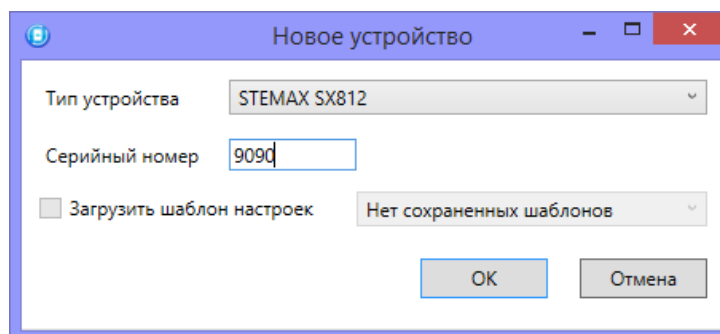 Новое устройство
Тип устройства STEMAX SX812
Серийный номер 9090
Загрузить шаблон настроек Нет сохраненных шаблонов
OK Отмена